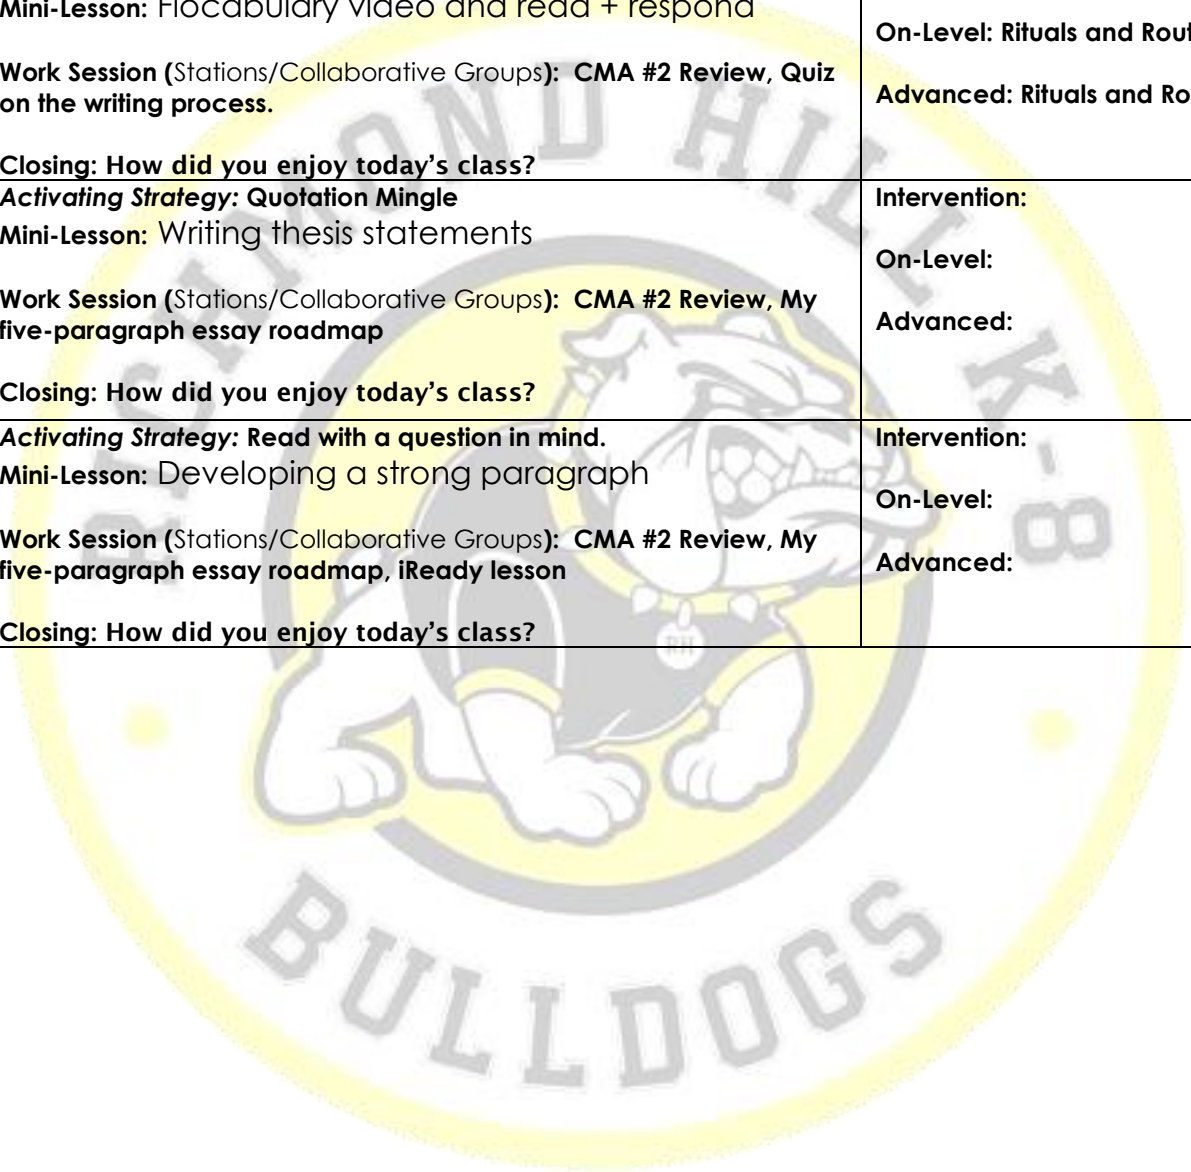 Mini-Lesson: Flocabulary video and read + respond
Work Session (Stations/Collaborative Groups): CMA #2 Review, Quiz
on the writing process.
Closing: How did you enjoy today's class?
On-Level: Rituals and Rout
Advanced: Rituals and Ro
Activating Strategy: Quotation Mingle
Mini-Lesson: Writing thesis statements
Work Session (Stations/Collaborative Groups): CMA #2 Review, My
five-paragraph essay roadmap
Closing: How did you enjoy today's class?
Intervention:
On-Level:
Advanced:
Activating Strategy: Read with a question in mind.
Mini-Lesson: Developing a strong paragraph
Work Session (Stations/Collaborative Groups): CMA #2 Review, My
five-paragraph essay roadmap, iReady lesson
Closing: How did you enjoy today's class?
Intervention:
On-Level:
Advanced:
RICHMOND HILL K-8
RH
BULLDOGS